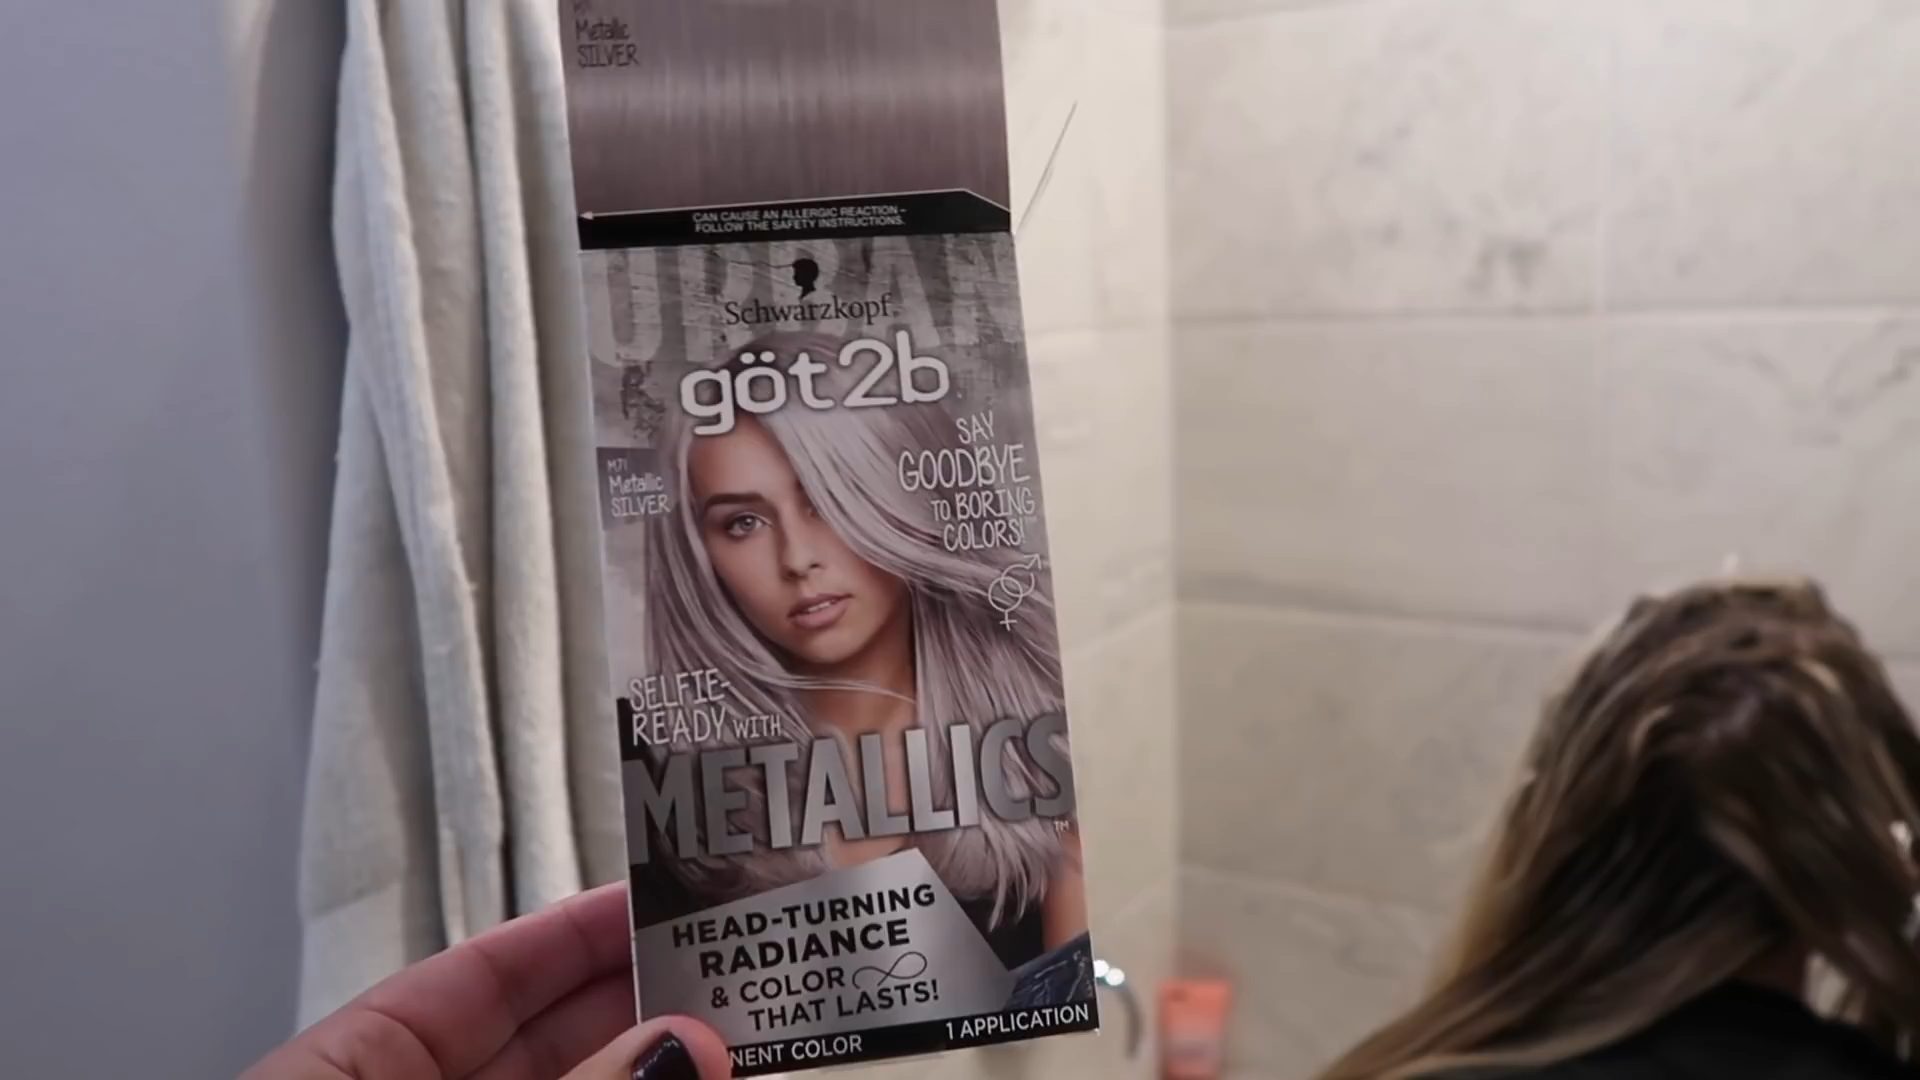 Metallic
SILVER
CAN CAUSE AN ALLERGIC REACTION -
FOLLOW THE SAFETY INSTRUCTIONS.
URBAN
Schwarzkopf
göt2b
SAY
GOODBYE
TO BORING
COLORS!
M71
Metallic
SILVER
SELFIE-
READY WITH
METALLICS™
HEAD-TURNING
RADIANCE
& COLOR
THAT LASTS!
NENT COLOR
1 APPLICATION